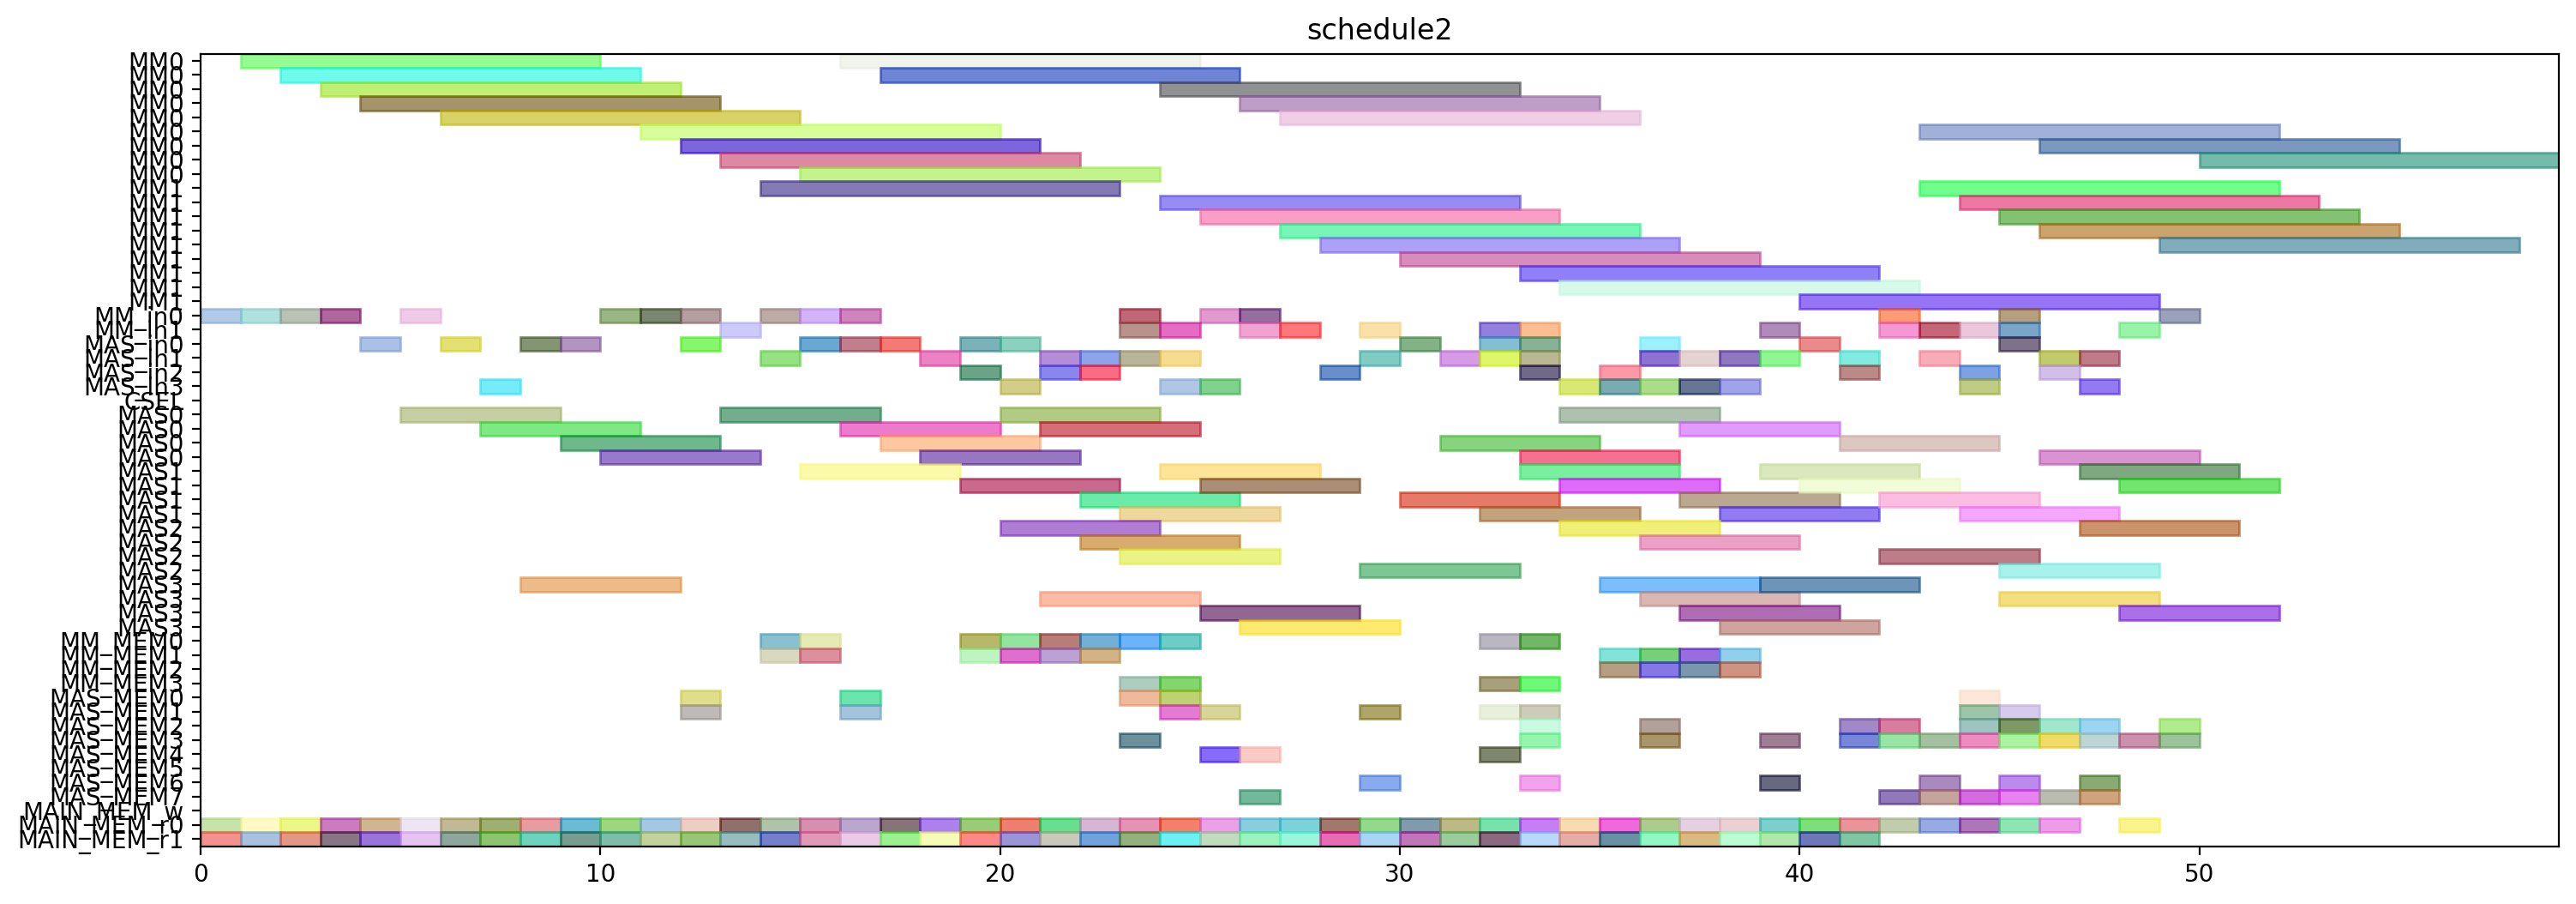 schedule2
MM0
MM0
MM0
MM0
MM0
MM0
MM0
MM0
MM0
MM1
MM1
MM1
MM1
MM1
MM1
MM1
MM1
MM1
MM_in0
MM_in1
MAS_in0
MAS_in1
MAS_in2
MAS_in3
CSEL
MAS0
MAS0
MAS0
MAS0
MAS1
MAS1
MAS1
MAS1
MAS2
MAS2
MAS2
MAS2
MAS3
MAS3
MAS3
MAS3
MM_MEM0
MM_MEM1
MM_MEM2
MM_MEM3
MAS_MEM0
MAS_MEM1
MAS_MEM2
MAS_MEM3
MAS_MEM4
MAS_MEM5
MAS_MEM6
MAS_MEM7
MAIN_MEM_w
MAIN_MEM_r0
MAIN_MEM_r1
0 10 20 30 40 50